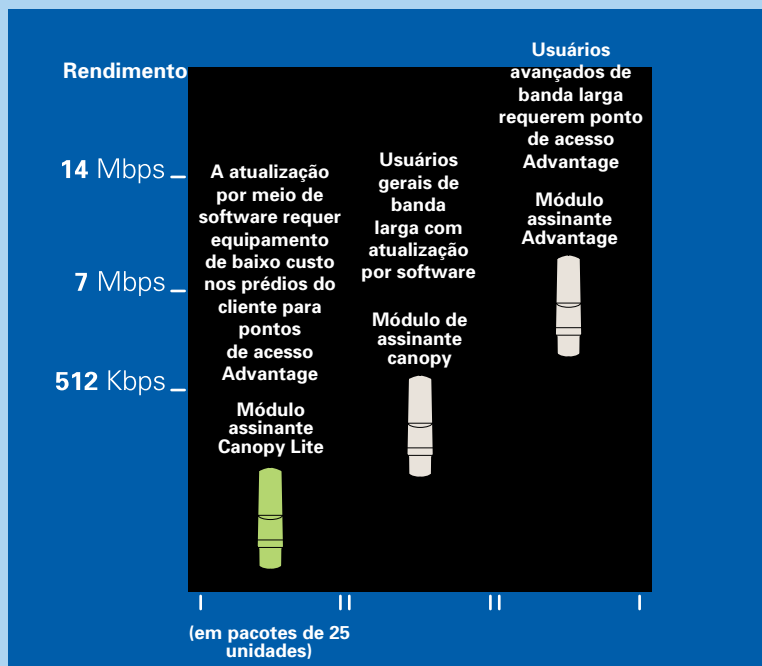 Rendimento
14 Mbps
7 Mbps
512 Kbps
A atualização
por meio de
software requer
equipamento
de baixo custo
nos prédios do
cliente para
pontos
de acesso
Advantage
Módulo
assinante
Canopy Lite
Usuários
gerais de
banda
larga com
atualização
por software
Módulo de
assinante
canopy
Usuários
avançados de
banda larga
requerem ponto
de acesso
Advantage
Módulo
assinante
Advantage
(em pacotes de 25
unidades)